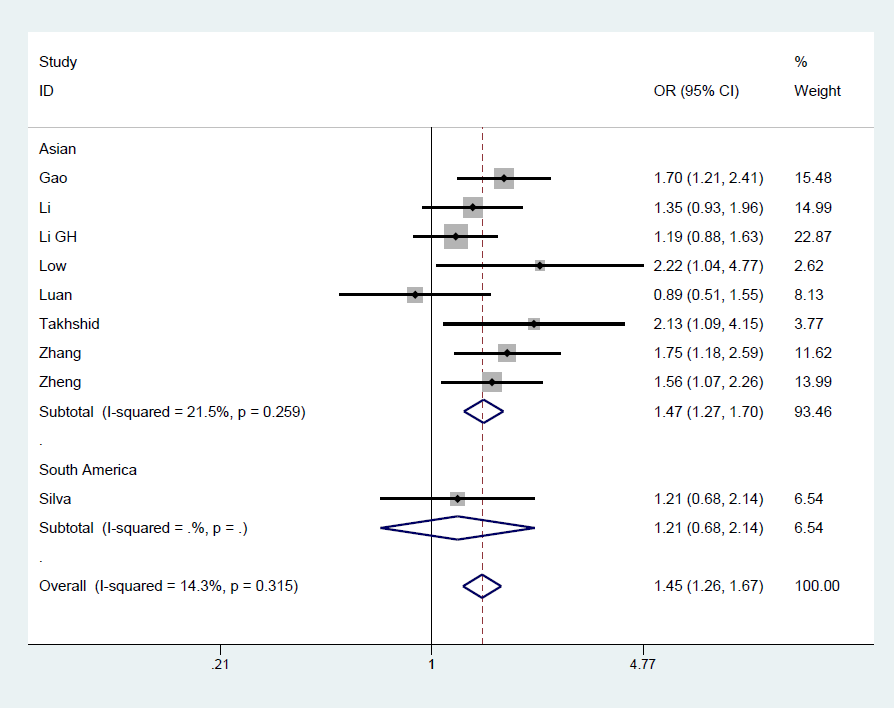 Study %
ID OR (95% CI) Weight
Asian
Gao 1.70 (1.21, 2.41) 15.48
Li 1.35 (0.93, 1.96) 14.99
Li GH 1.19 (0.88, 1.63) 22.87
Low 2.22 (1.04, 4.77) 2.62
Luan 0.89 (0.51, 1.55) 8.13
Takhshid 2.13 (1.09, 4.15) 3.77
Zhang 1.75 (1.18, 2.59) 11.62
Zheng 1.56 (1.07, 2.26) 13.99
Subtotal (I-squared = 21.5%, p = 0.259) 1.47 (1.27, 1.70) 93.46
.
South America
Silva 1.21 (0.68, 2.14) 6.54
Subtotal (I-squared = .%, p = .) 1.21 (0.68, 2.14) 6.54
.
Overall (I-squared = 14.3%, p = 0.315) 1.45 (1.26, 1.67) 100.00
.21 1 4.77